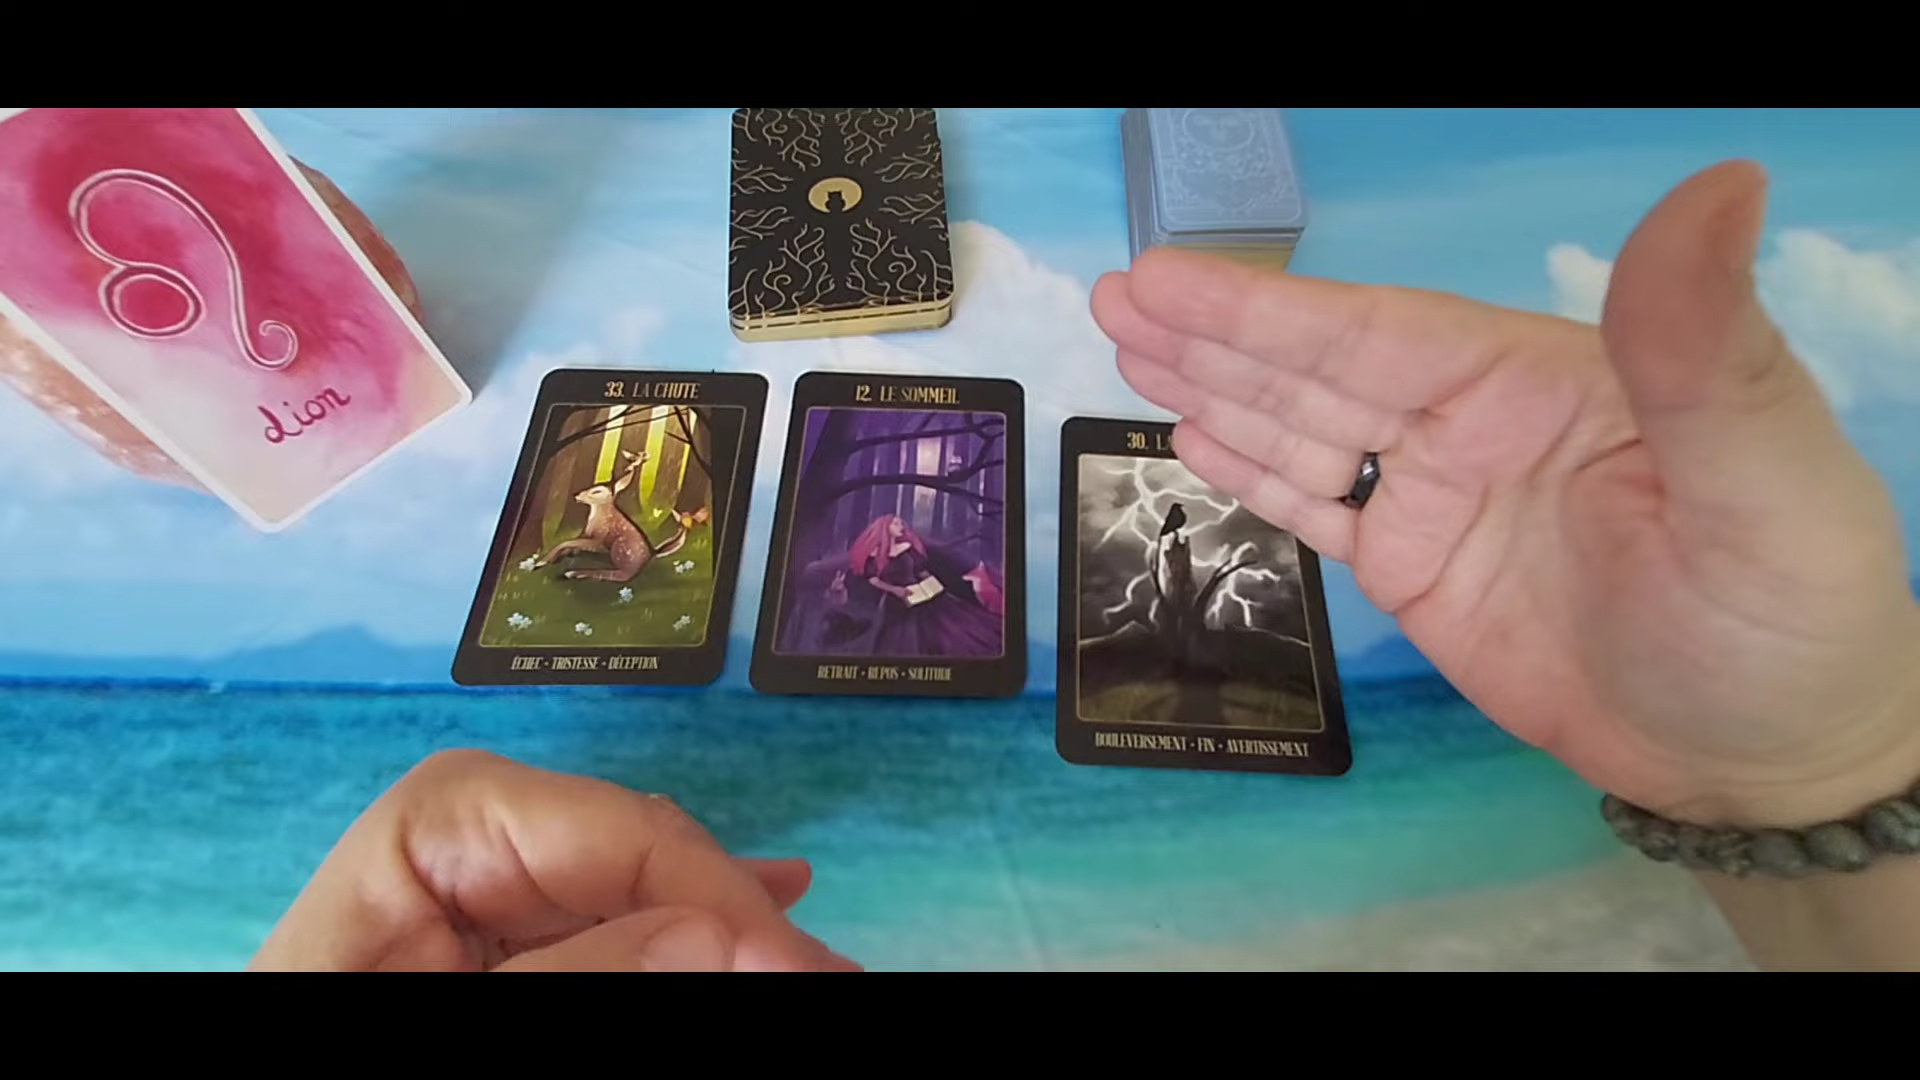 Lion
33. LA CHUTE
ÉCHEC • TRISTESSE • DÉCEPTION
12. LE SOMMEIL
RETRAIT • REPOS • SOLITUDE
30.
BOULEVERSEMENT • FIN • AVERTISSEMENT